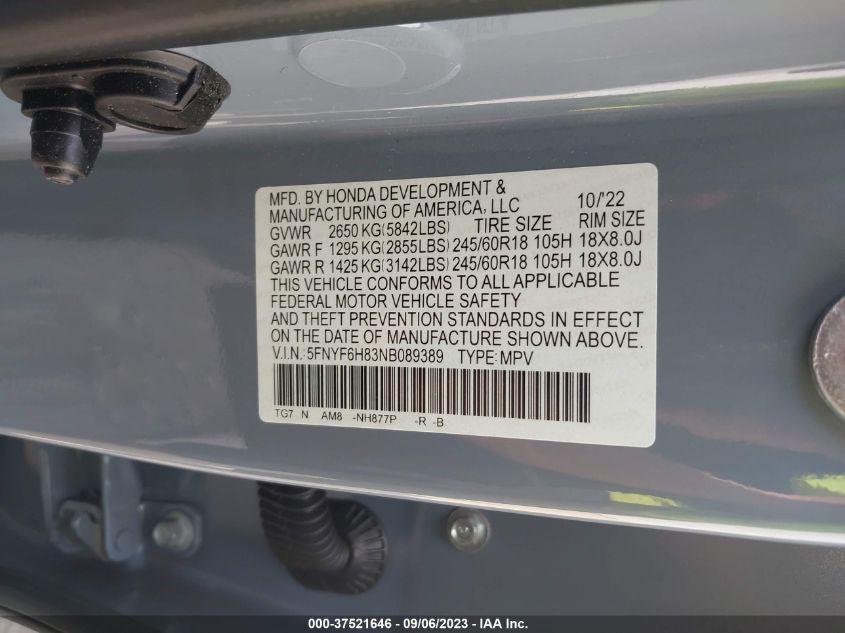 MFD. BY HONDA DEVELOPMENT &
MANUFACTURING OF AMERICA, LLC 10/'22
GVWR 2650 KG(5842LBS) TIRE SIZE RIM SIZE
GAWR F 1295 KG(2855LBS) 245/60R18 105H 18X8.0J
GAWR R 1425 KG(3142LBS) 245/60R18 105H 18X8.0J
THIS VEHICLE CONFORMS TO ALL APPLICABLE
FEDERAL MOTOR VEHICLE SAFETY
AND THEFT PREVENTION STANDARDS IN EFFECT
ON THE DATE OF MANUFACTURE SHOWN ABOVE.
V.I.N.:5FNYF6H83NB089389 TYPE:MPV
TG7 N AM8 -NH877P -R -B
000-37521646 - 09/06/2023 - IAA Inc.